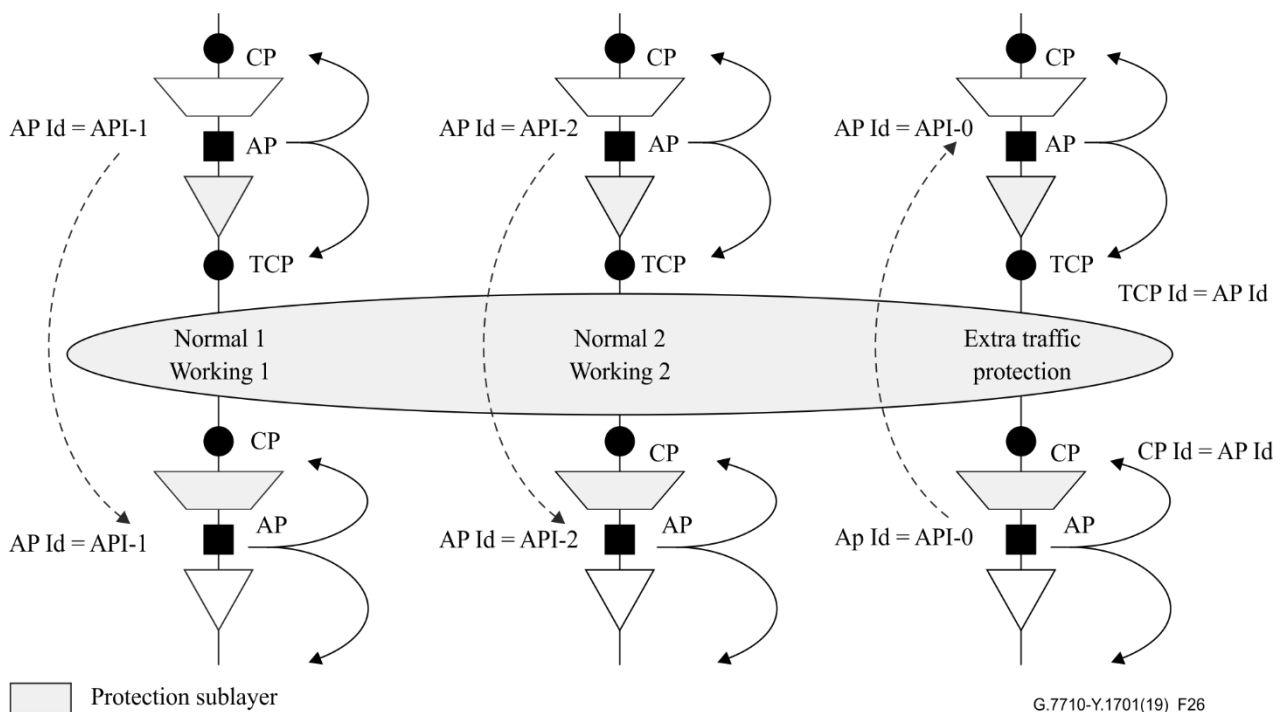 CP
CP
CP
AP Id = API-1
AP
AP Id = API-2
AP
AP Id = API-0
AP
TCP
TCP
TCP
TCP Id = AP Id
Normal 1
Working 1
Normal 2
Working 2
Extra traffic
protection
CP
CP
CP
CP Id = AP Id
AP Id = API-1
AP
AP Id = API-2
AP
Ap Id = API-0
AP
Protection sublayer
G.7710-Y.1701(19)_F26